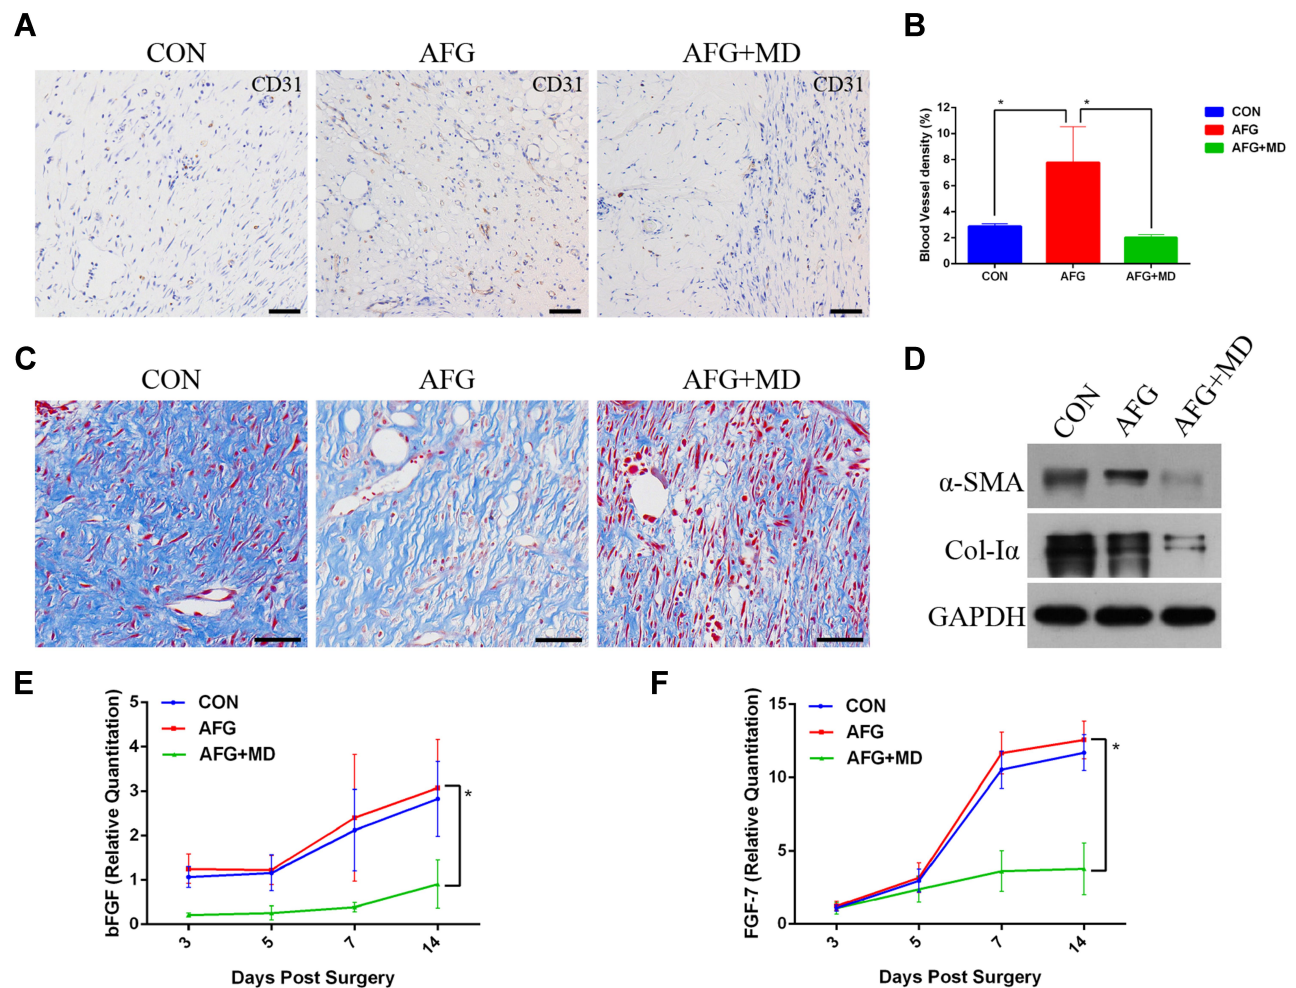 A
CON
AFG
AFG+MD
CD31
CD31
CD31
B
Blood Vessel density (%)
12
10
8
6
4
2
0
*
*
CON
AFG
AFG+MD
CON
AFG
AFG+MD
C
CON
AFG
AFG+MD
D
CON
AFG
AFG+MD
α-SMA
Col-Iα
GAPDH
E
bFGF (Relative Quantitation)
5
4
3
2
1
0
CON
AFG
AFG+MD
*
3
5
7
14
Days Post Surgery
F
FGF-7 (Relative Quantitation)
15
10
5
0
CON
AFG
AFG+MD
*
3
5
7
14
Days Post Surgery